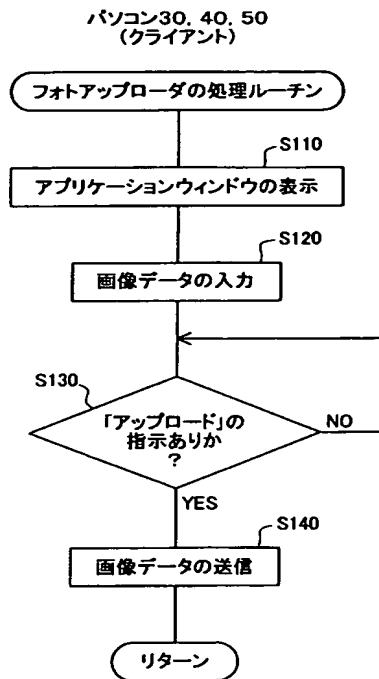 パソコン30, 40, 50
(クライアント)
フォトアップローダの処理ルーチン
S110
アプリケーションウィンドウの表示
S120
画像データの入力
S130
「アップロード」の
指示ありか
?
NO
YES
S140
画像データの送信
リターン